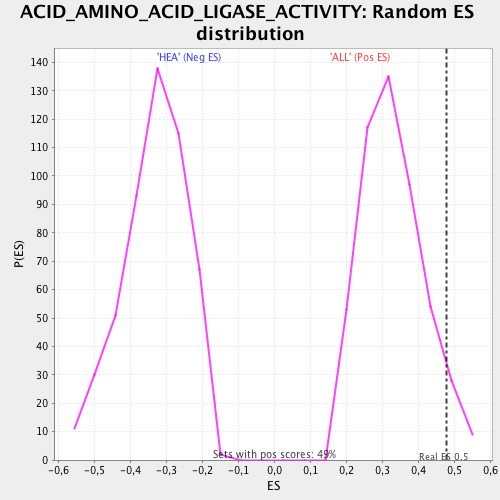 ACID_AMINO_ACID_LIGASE_ACTIVITY: Random ES
distribution
'HEA' (Neg ES) 'ALL' (Pos ES)
140
130
120
110
100
90
80
70
60
50
40
30
20
10
0
P(ES)
Sets with pos scores: 49%
Real ES 0.5
-0,6 -0,5 -0,4 -0,3 -0,2 -0,1 0,0 0,1 0,2 0,3 0,4 0,5 0,6
ES